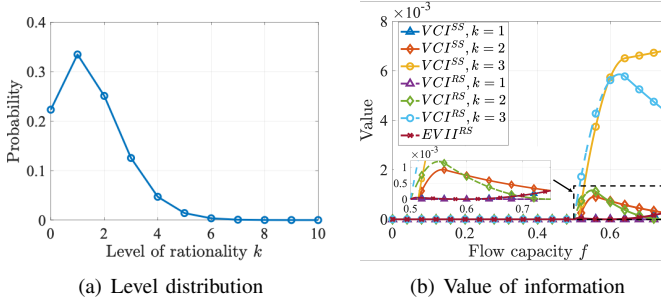 (a)
0.4
0.3
0.2
0.1
0
Probability
0 2 4 6 8 10
Level of rationality k
(a) Level distribution
(b)
×10⁻³
8
6
4
2
0
Value
VCI^{SS}, k = 1
VCI^{SS}, k = 2
VCI^{SS}, k = 3
VCI^{RS}, k = 1
VCI^{RS}, k = 2
VCI^{RS}, k = 3
EVII^{RS}
×10⁻³
1
0.5
0
0.5 0.6 0.7
0 0.2 0.4 0.6
Flow capacity f
(b) Value of information